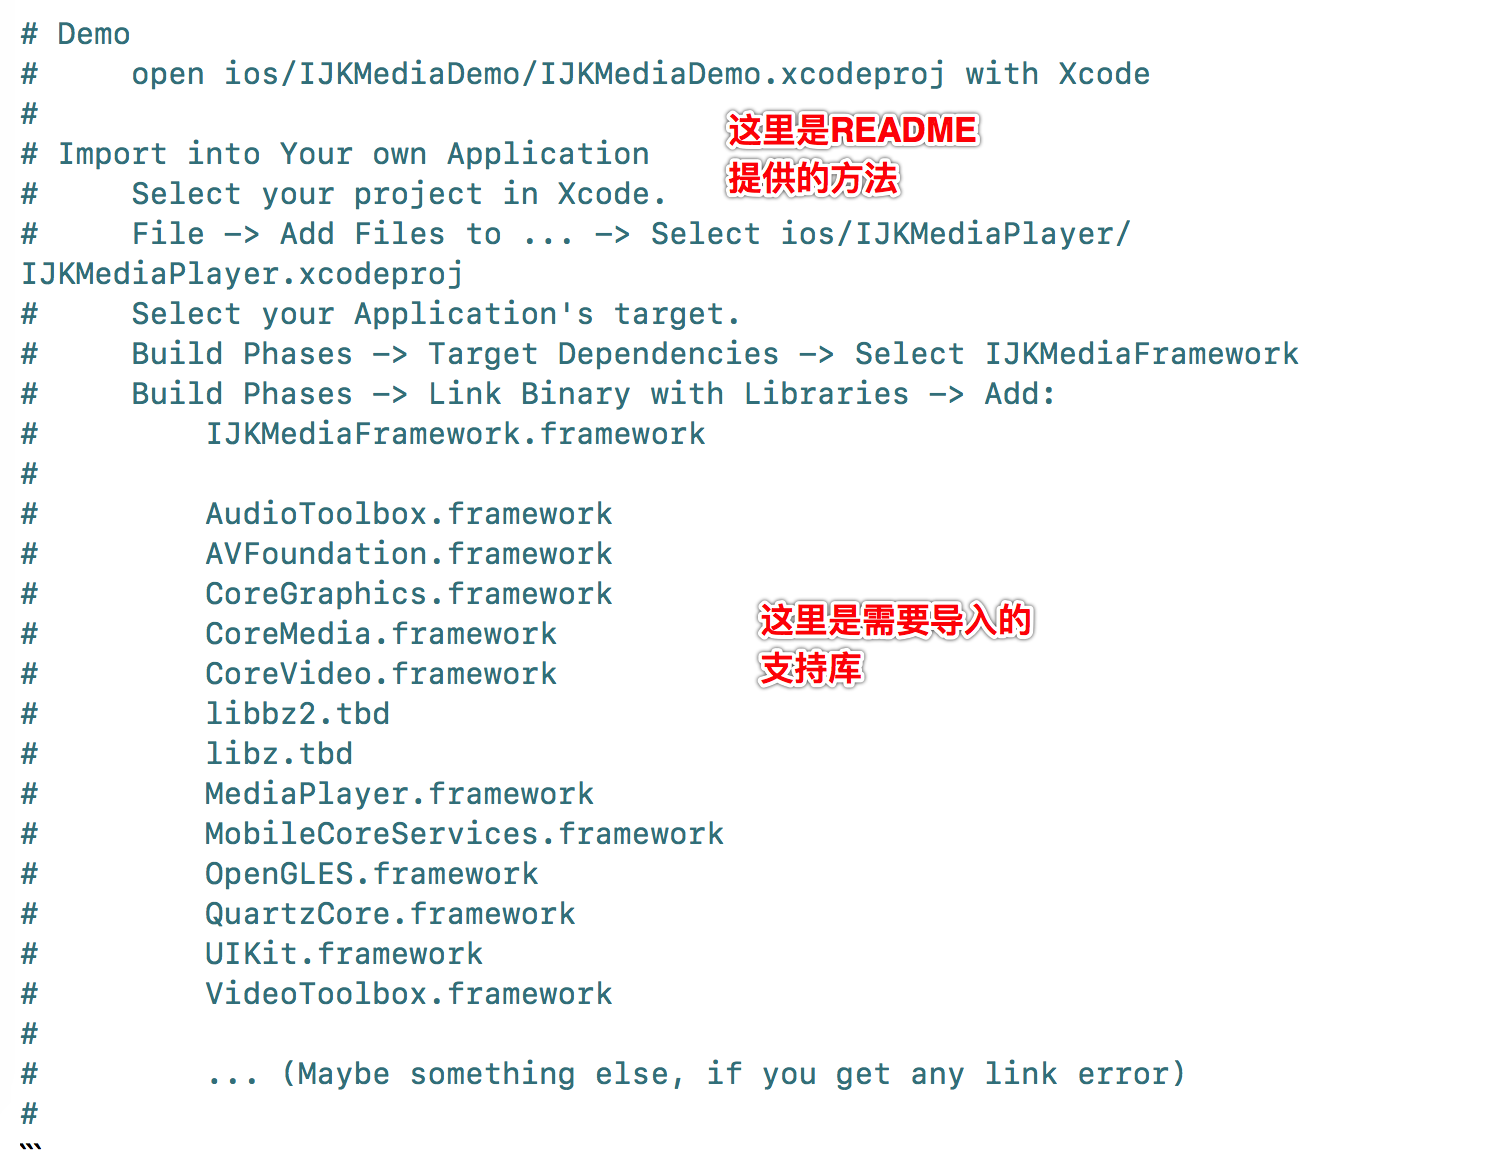 # Demo
#     open ios/IJKMediaDemo/IJKMediaDemo.xcodeproj with Xcode
#
这里是README
提供的方法
# Import into Your own Application
#     Select your project in Xcode.
#     File -> Add Files to ... -> Select ios/IJKMediaPlayer/
IJKMediaPlayer.xcodeproj
#     Select your Application's target.
#     Build Phases -> Target Dependencies -> Select IJKMediaFramework
#     Build Phases -> Link Binary with Libraries -> Add:
#         IJKMediaFramework.framework
#
#         AudioToolbox.framework
#         AVFoundation.framework
#         CoreGraphics.framework
#         CoreMedia.framework
#         CoreVideo.framework
这里是需要导入的
支持库
#         libbz2.tbd
#         libz.tbd
#         MediaPlayer.framework
#         MobileCoreServices.framework
#         OpenGLES.framework
#         QuartzCore.framework
#         UIKit.framework
#         VideoToolbox.framework
#
#         ... (Maybe something else, if you get any link error)
#
```